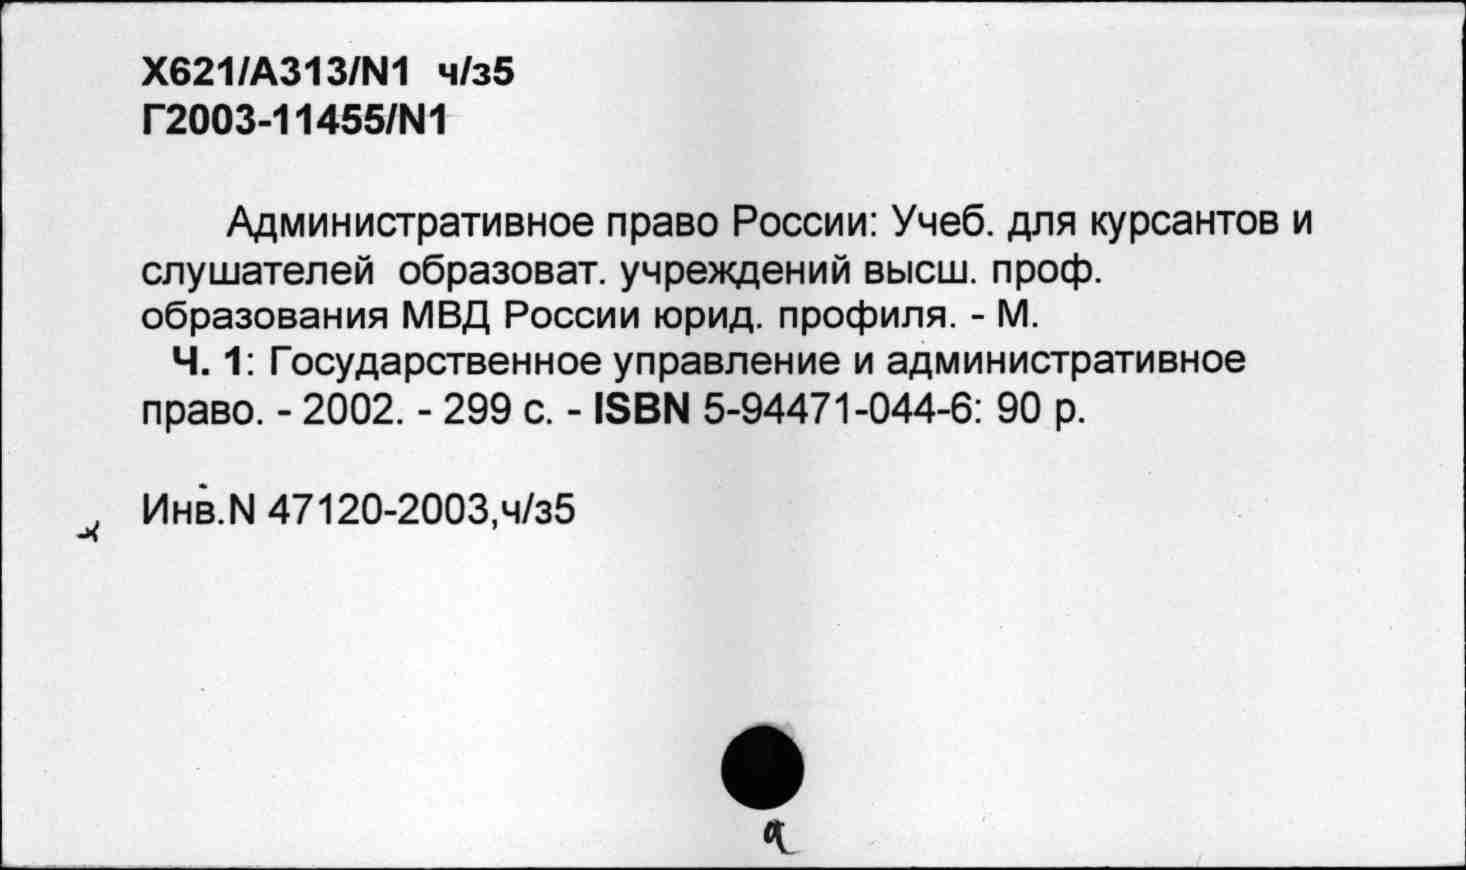 Х621/А313/N1 ч/з5
Г2003-11455/N1
Административное право России: Учеб. для курсантов и
слушателей образоват. учреждений высш. проф.
образования МВД России юрид. профиля. - М.
Ч. 1: Государственное управление и административное
право. - 2002. - 299 с. - ISBN 5-94471-044-6: 90 р.
Инв.N 47120-2003,ч/з5